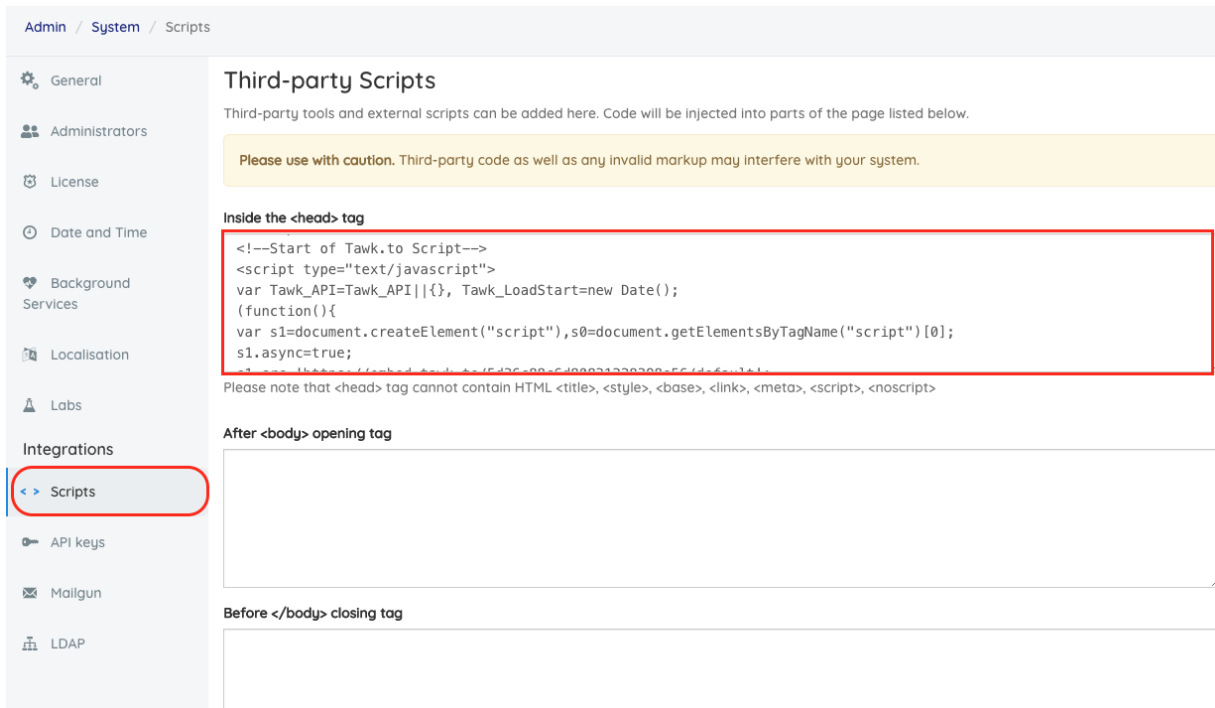 Admin / System / Scripts
General
Administrators
License
Date and Time
Background
Services
Localisation
Labs
Integrations
< > Scripts
API keys
Mailgun
LDAP
Third-party Scripts
Third-party tools and external scripts can be added here. Code will be injected into parts of the page listed below.
Please use with caution. Third-party code as well as any invalid markup may interfere with your system.
Inside the <head> tag
<!--Start of Tawk.to Script-->
<script type="text/javascript">
var Tawk_API=Tawk_API||{}, Tawk_LoadStart=new Date();
(function(){
var s1=document.createElement("script"),s0=document.getElementsByTagName("script")[0];
s1.async=true;
Please note that <head> tag cannot contain HTML <title>, <style>, <base>, <link>, <meta>, <script>, <noscript>
After <body> opening tag
Before </body> closing tag